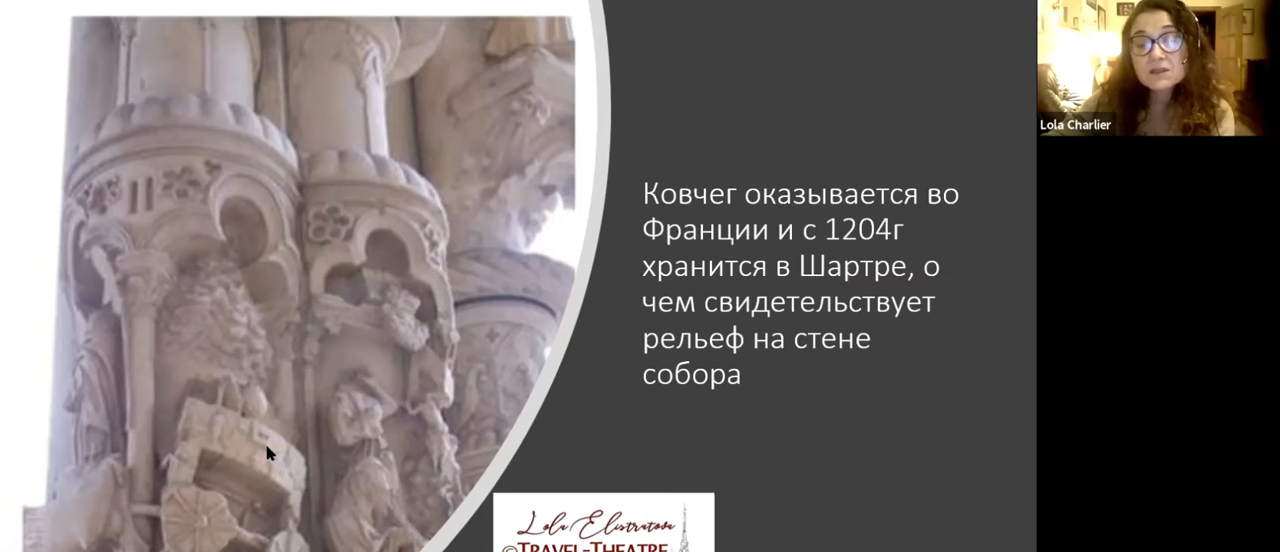 Ковчег оказывается во
Франции и с 1204г
хранится в Шартре, о
чем свидетельствует
рельеф на стене
собора
Lola Charlier
Lola Elistratova
©TRAVEL-THEATRE